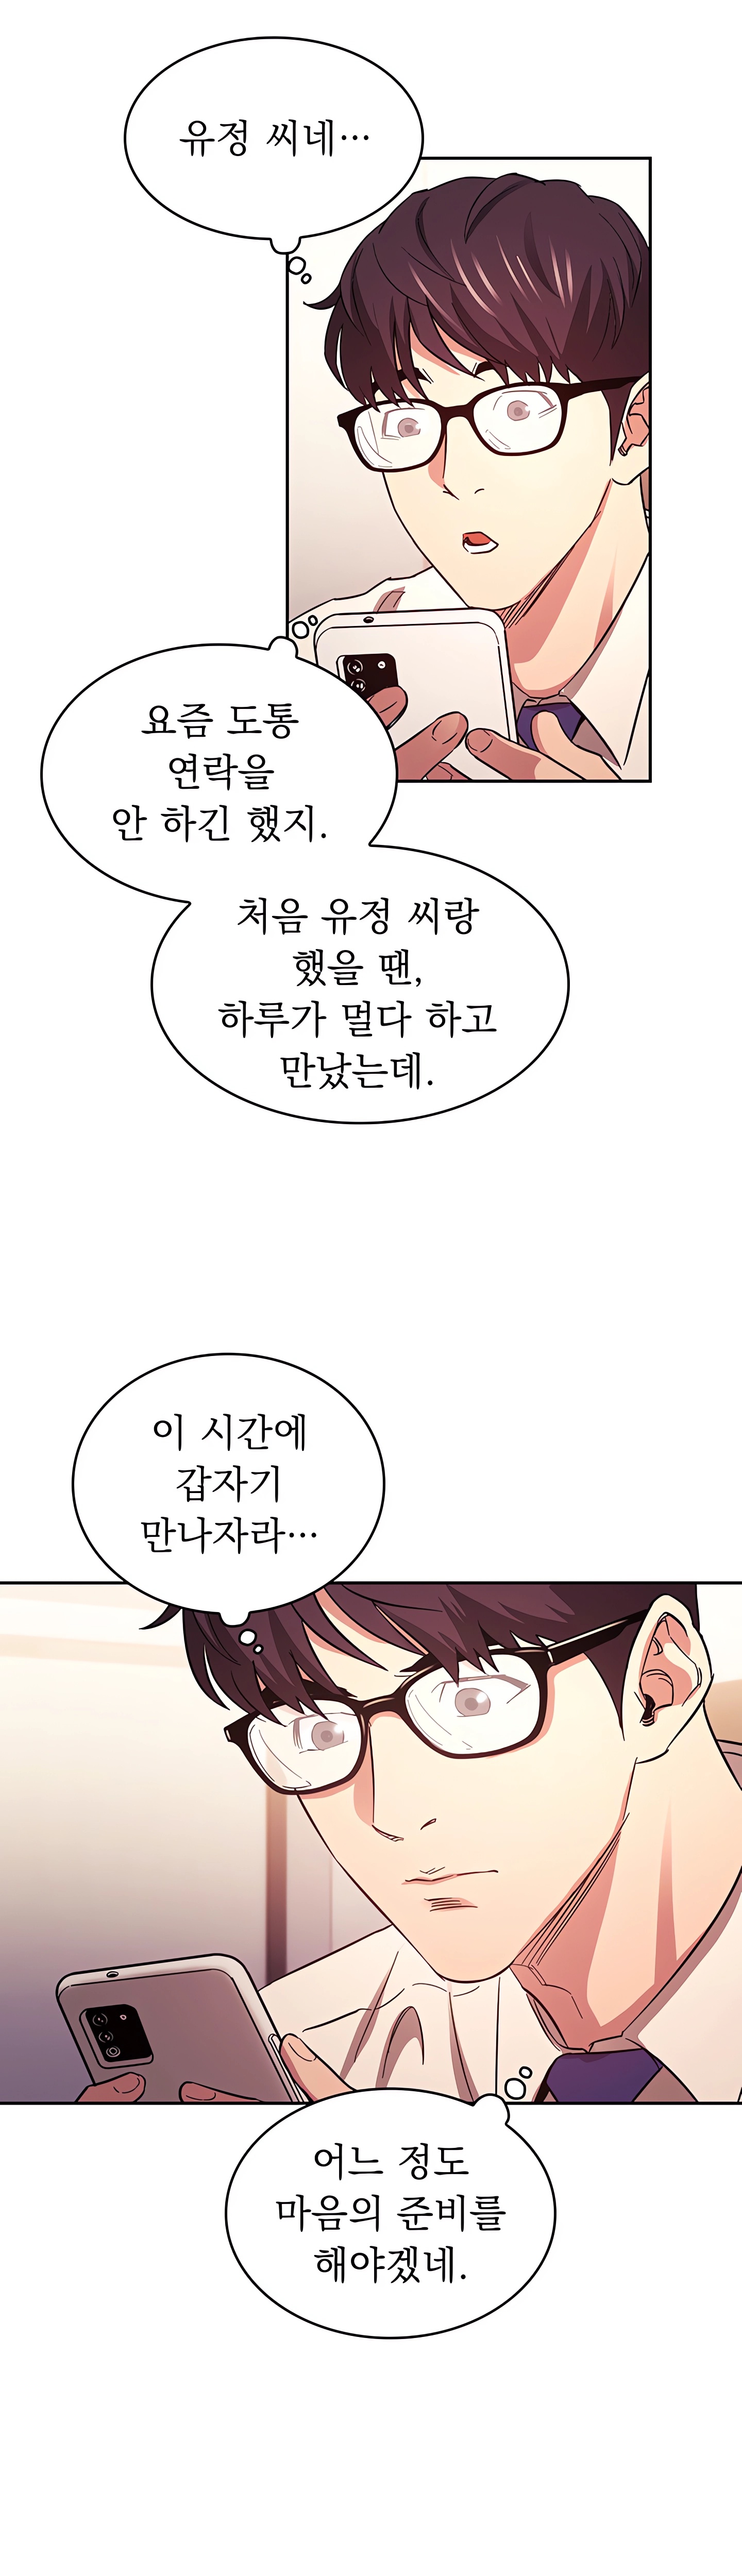 유정 씨네…
요즘 도통
연락을
안 하긴 했지.
처음 유정 씨랑
했을 땐,
하루가 멀다 하고
만났는데.
이 시간에
갑자기
만나자라…
어느 정도
마음의 준비를
해야겠네.